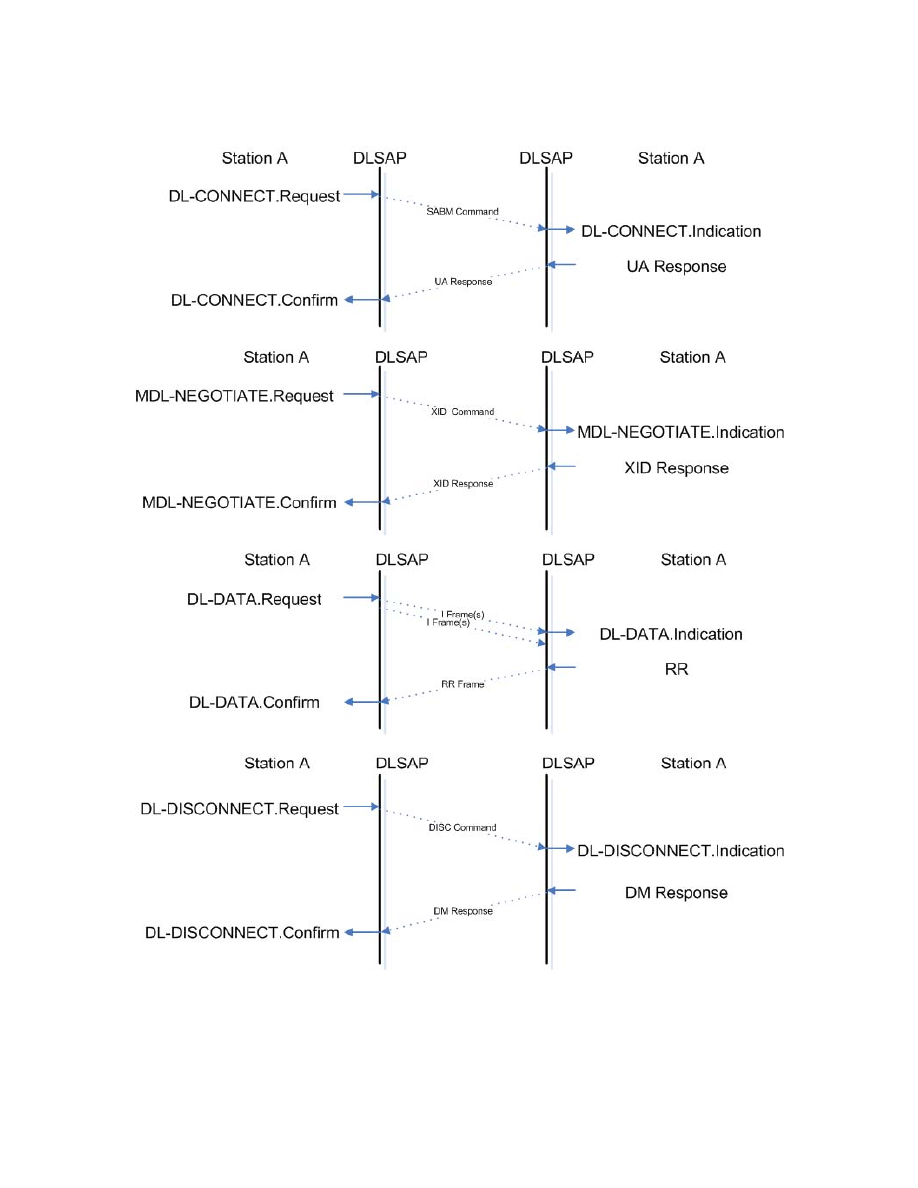 Station A DLSAP DLSAP Station A
DL-CONNECT.Request
SABM Command
DL-CONNECT.Indication
UA Response
UA Response
DL-CONNECT.Confirm
Station A DLSAP DLSAP Station A
MDL-NEGOTIATE.Request
XID Command
MDL-NEGOTIATE.Indication
XID Response
XID Response
MDL-NEGOTIATE.Confirm
Station A DLSAP DLSAP Station A
DL-DATA.Request
I Frame(s)
I Frame(s)
DL-DATA.Indication
RR
RR Frame
DL-DATA.Confirm
Station A DLSAP DLSAP Station A
DL-DISCONNECT.Request
DISC Command
DL-DISCONNECT.Indication
DM Response
DM Response
DL-DISCONNECT.Confirm